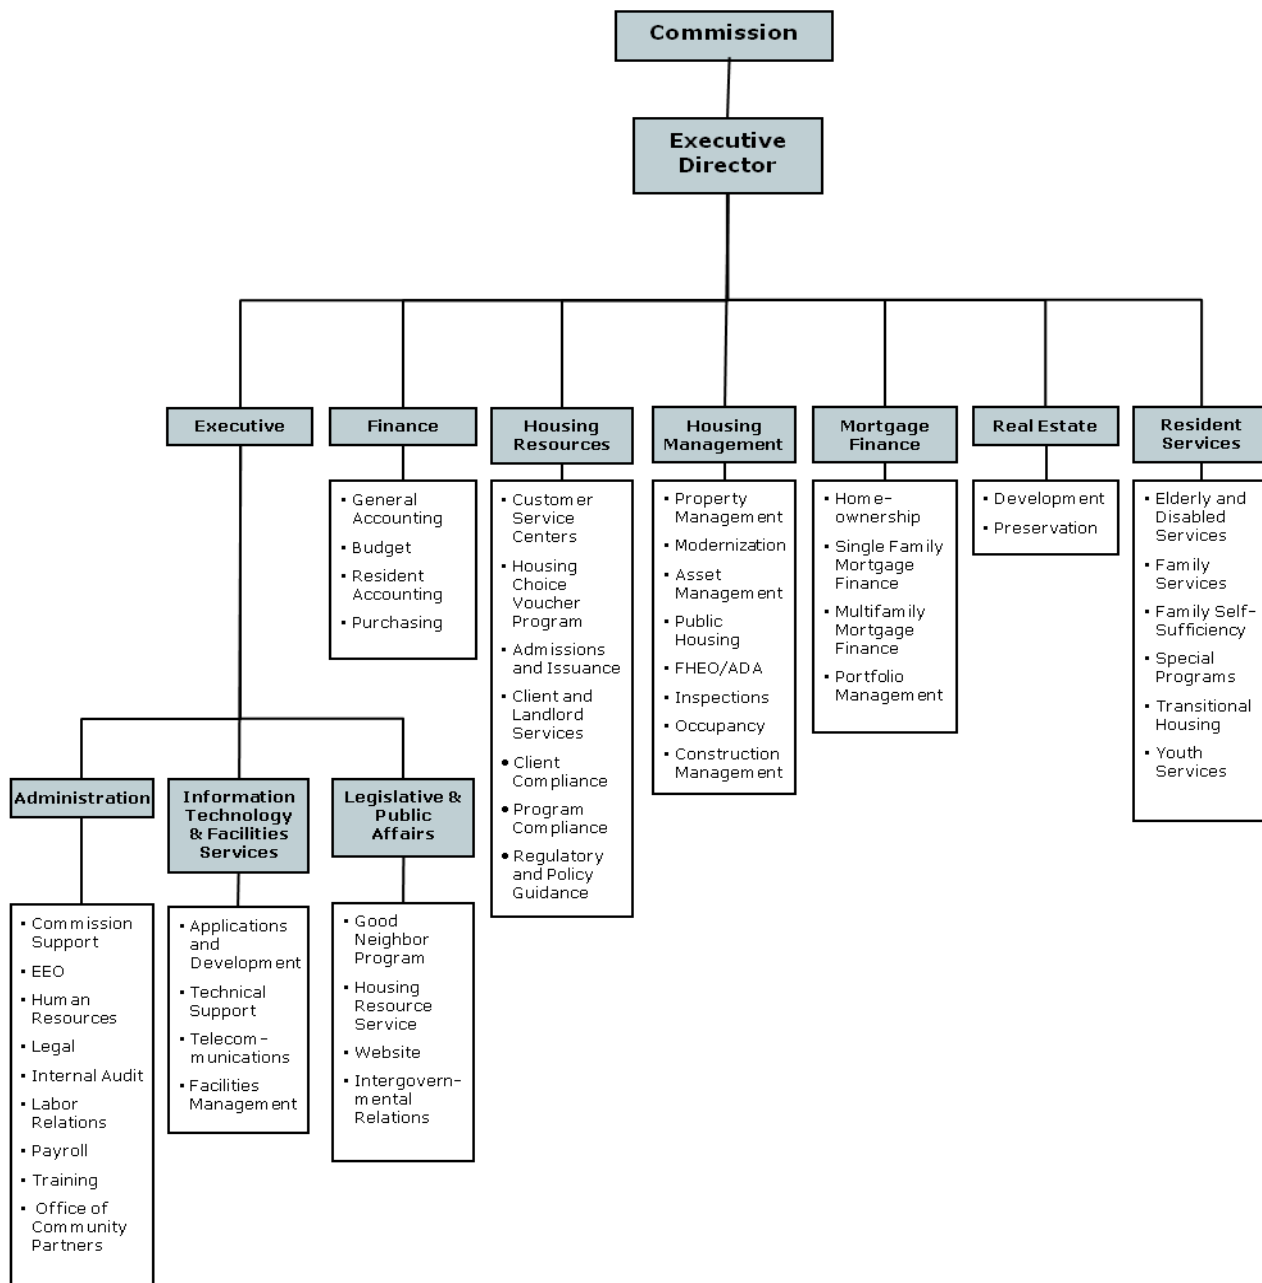 Commission
Executive
Director
Executive
Finance
Housing
Resources
Housing
Management
Mortgage
Finance
Real Estate
Resident
Services
▪ General
Accounting
▪ Budget
▪ Resident
Accounting
▪ Purchasing
▪ Customer
Service
Centers
▪ Housing
Choice
Voucher
Program
▪ Admissions
and Issuance
▪ Client and
Landlord
Services
• Client
Compliance
• Program
Compliance
• Regulatory
and Policy
Guidance
▪ Property
Management
▪ Modernization
▪ Asset
Management
▪ Public
Housing
▪ FHEO/ADA
▪ Inspections
▪ Occupancy
▪ Construction
Management
▪ Home-
ownership
▪ Single Family
Mortgage
Finance
▪ Multifamily
Mortgage
Finance
▪ Portfolio
Management
▪ Development
▪ Preservation
▪ Elderly and
Disabled
Services
▪ Family
Services
▪ Family Self-
Sufficiency
▪ Special
Programs
▪ Transitional
Housing
▪ Youth
Services
Administration
Information
Technology
& Facilities
Services
Legislative &
Public
Affairs
▪ Commission
Support
▪ EEO
▪ Human
Resources
▪ Legal
▪ Internal Audit
▪ Labor
Relations
▪ Payroll
▪ Training
▪ Office of
Community
Partners
▪ Applications
and
Development
▪ Technical
Support
▪ Telecom-
munications
▪ Facilities
Management
▪ Good
Neighbor
Program
▪ Housing
Resource
Service
▪ Website
▪ Intergovern-
mental
Relations